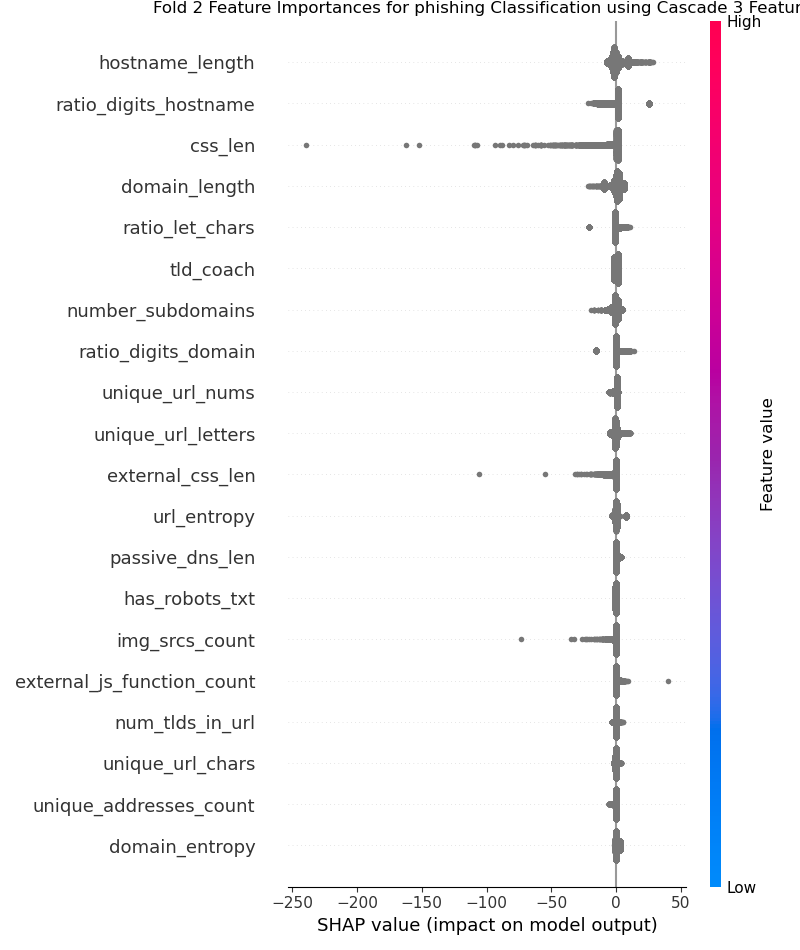 Fold 2 Feature Importances for phishing Classification using Cascade 3 Featur
High
hostname_length
ratio_digits_hostname
css_len
domain_length
ratio_let_chars
tld_coach
number_subdomains
ratio_digits_domain
unique_url_nums
unique_url_letters
external_css_len
url_entropy
passive_dns_len
has_robots_txt
img_srcs_count
external_js_function_count
num_tlds_in_url
unique_url_chars
unique_addresses_count
domain_entropy
Feature value
Low
−250 −200 −150 −100 −50 0 50
SHAP value (impact on model output)